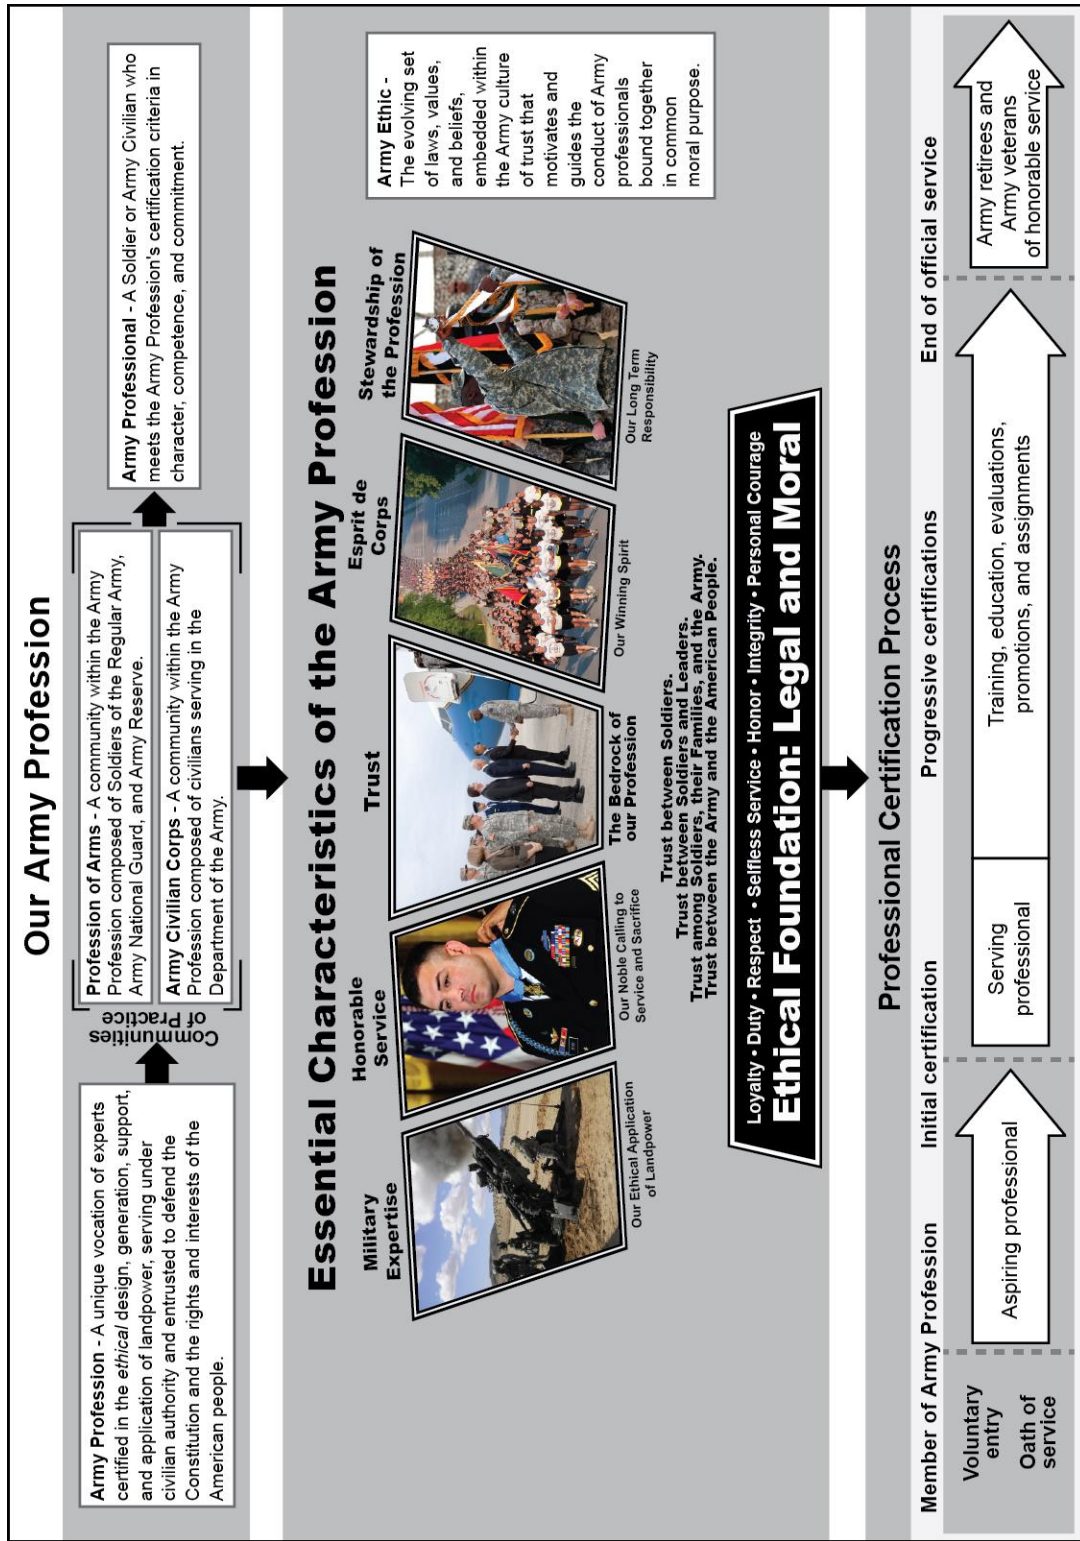 Our Army Profession
Army Profession - A unique vocation of experts
certified in the ethical design, generation, support,
and application of landpower, serving under
civilian authority and entrusted to defend the
Constitution and the rights and interests of the
American people.
Communities
of Practice
Profession of Arms - A community within the Army
Profession composed of Soldiers of the Regular Army,
Army National Guard, and Army Reserve.
Army Civilian Corps - A community within the Army
Profession composed of civilians serving in the
Department of the Army.
Army Professional - A Soldier or Army Civilian who
meets the Army Profession's certification criteria in
character, competence, and commitment.
Essential Characteristics of the Army Profession
Military
Expertise
Our Ethical Application
of Landpower
Honorable
Service
Our Noble Calling to
Service and Sacrifice
Trust
The Bedrock of
our Profession
Esprit de
Corps
Our Winning Spirit
Stewardship of
the Profession
Our Long Term
Responsibility
Army Ethic -
The evolving set
of laws, values,
and beliefs,
embedded within
the Army culture
of trust that
motivates and
guides the
conduct of Army
professionals
bound together
in common
moral purpose.
Trust between Soldiers.
Trust between Soldiers and Leaders.
Trust among Soldiers, their Families, and the Army.
Trust between the Army and the American People.
Loyalty • Duty • Respect • Selfless Service • Honor • Integrity • Personal Courage
Ethical Foundation: Legal and Moral
Professional Certification Process
Member of Army Profession
Initial certification
Progressive certifications
End of official service
Voluntary
entry
Oath of
service
Aspiring professional
Serving
professional
Training, education, evaluations,
promotions, and assignments
Army retirees and
Army veterans
of honorable service